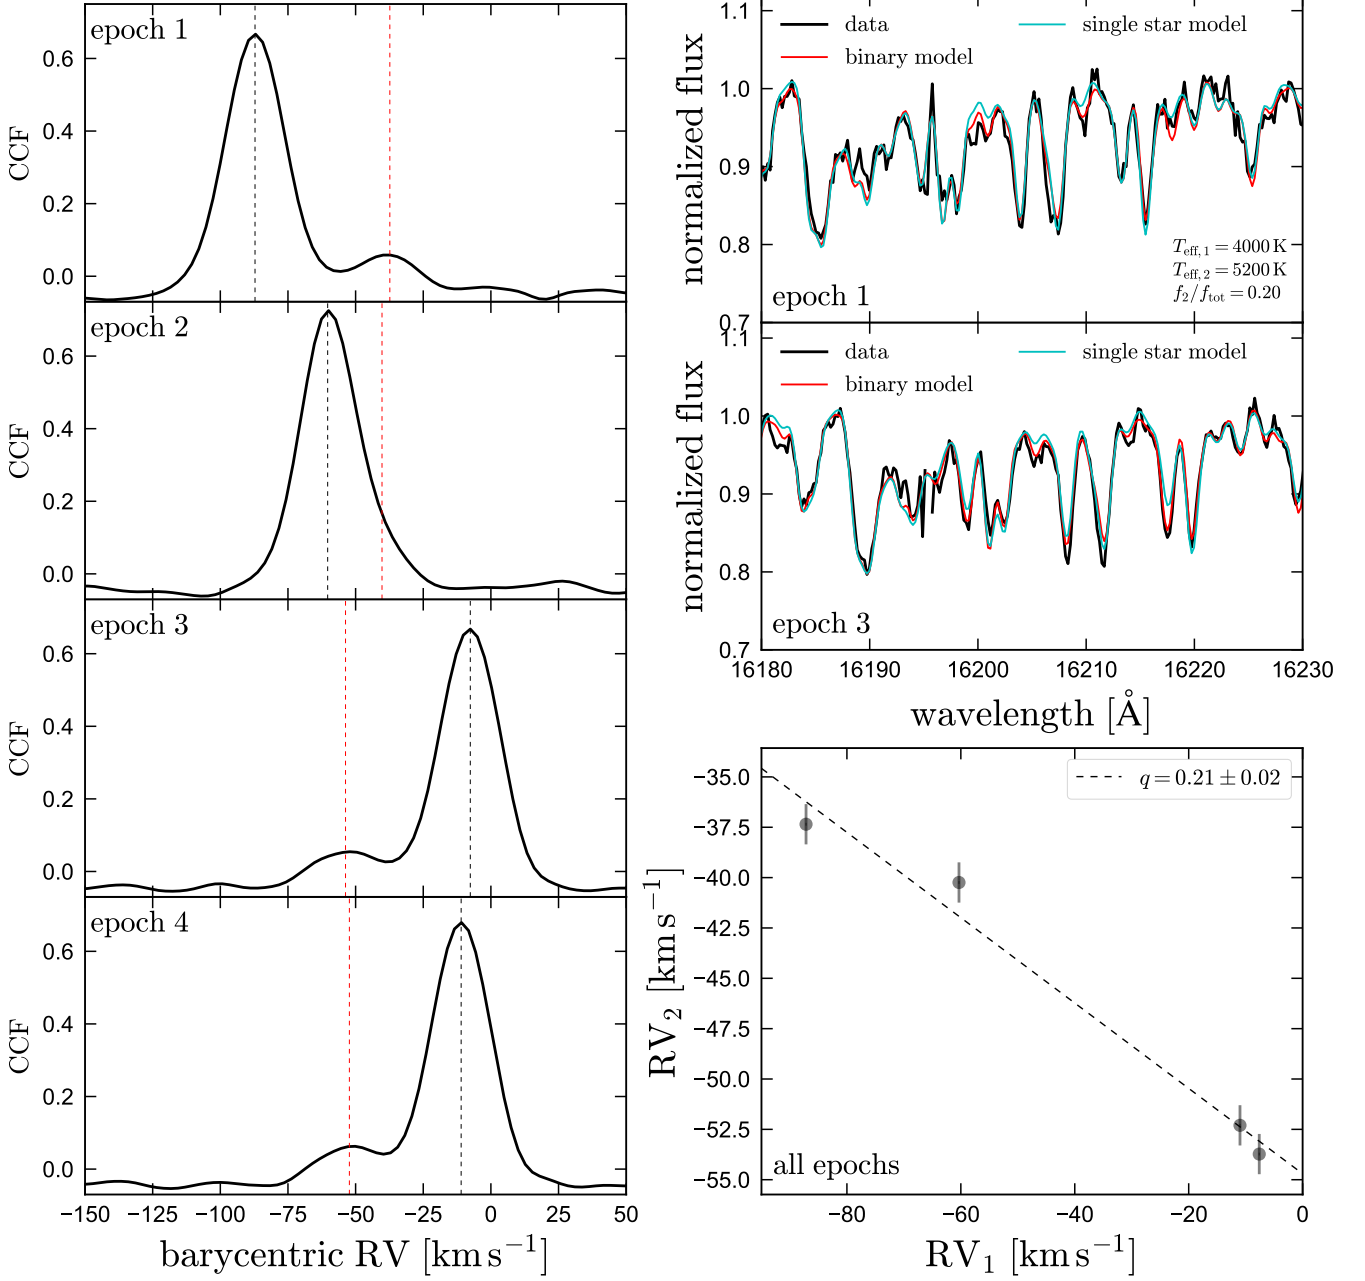 epoch 1
0.6
0.4
0.2
0.0
CCF
epoch 2
0.6
0.4
0.2
0.0
CCF
epoch 3
0.6
0.4
0.2
0.0
CCF
epoch 4
0.6
0.4
0.2
0.0
CCF
−150 −125 −100 −75 −50 −25 0 25 50
barycentric RV [km s⁻¹]
data
single star model
binary model
1.1
1.0
0.9
0.8
0.7
normalized flux
T_eff,1 = 4000 K
T_eff,2 = 5200 K
f₂/f_tot = 0.20
epoch 1
data
single star model
binary model
1.1
1.0
0.9
0.8
0.7
normalized flux
epoch 3
16180 16190 16200 16210 16220 16230
wavelength [Å]
q = 0.21 ± 0.02
−35.0
−37.5
−40.0
−42.5
−45.0
−47.5
−50.0
−52.5
−55.0
RV₂ [km s⁻¹]
all epochs
−80 −60 −40 −20 0
RV₁ [km s⁻¹]